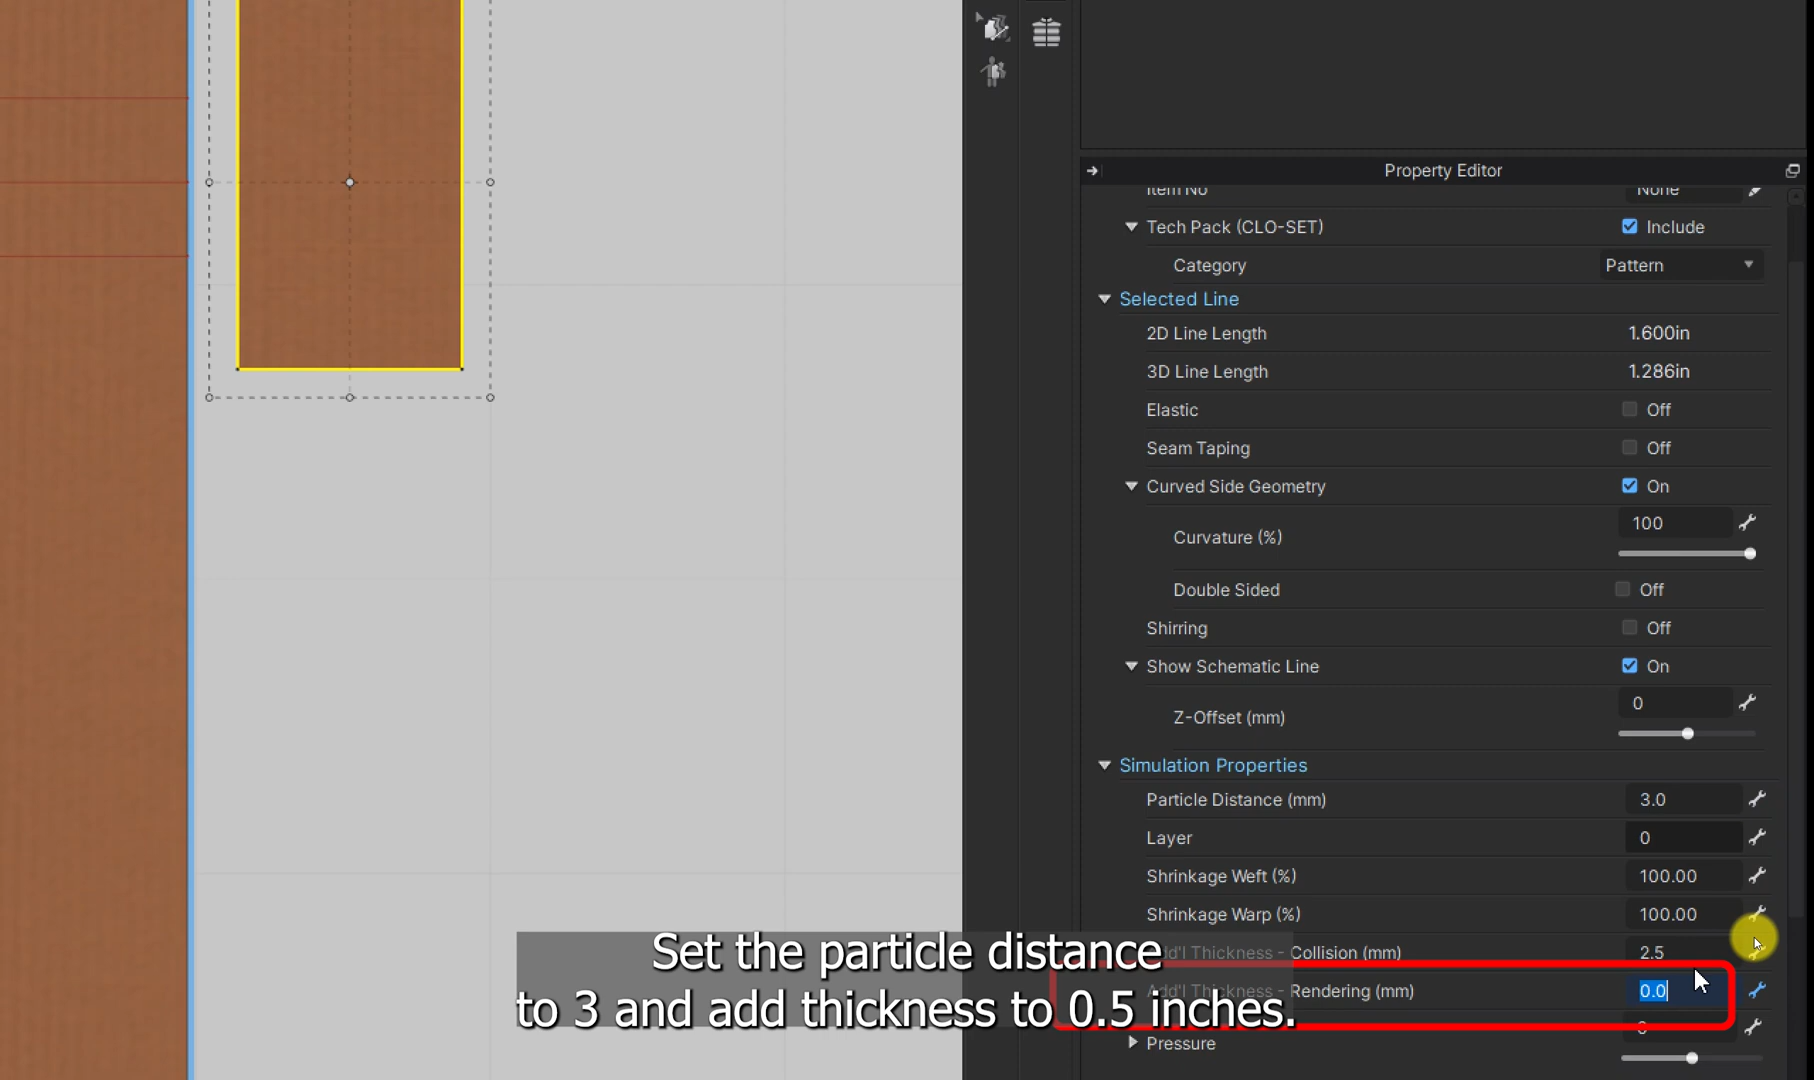 Property Editor
Item No None
Tech Pack (CLO-SET) Include
Category Pattern
Selected Line
2D Line Length 1.600in
3D Line Length 1.286in
Elastic Off
Seam Taping Off
Curved Side Geometry On
Curvature (%) 100
Double Sided Off
Shirring Off
Show Schematic Line On
Z-Offset (mm) 0
Simulation Properties
Particle Distance (mm) 3.0
Layer 0
Shrinkage Weft (%) 100.00
Shrinkage Warp (%) 100.00
Add'l Thickness - Collision (mm) 2.5
Add'l Thickness - Rendering (mm) 0.0
Pressure
Set the particle distance
to 3 and add thickness to 0.5 inches.